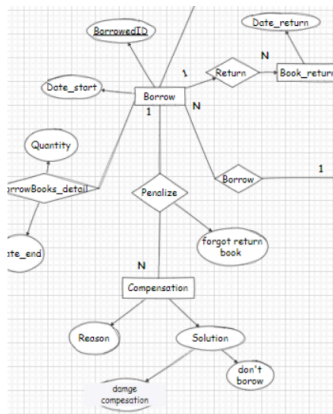 Date_return
BorrowedID
1
Return
N
Book_return
Date_start
Borrow
1
N
Quantity
orrowBooks_detail
Borrow
1
Penalize
ate_end
forgot return
book
N
Compensation
Reason
Solution
don't
borow
damge
compesation